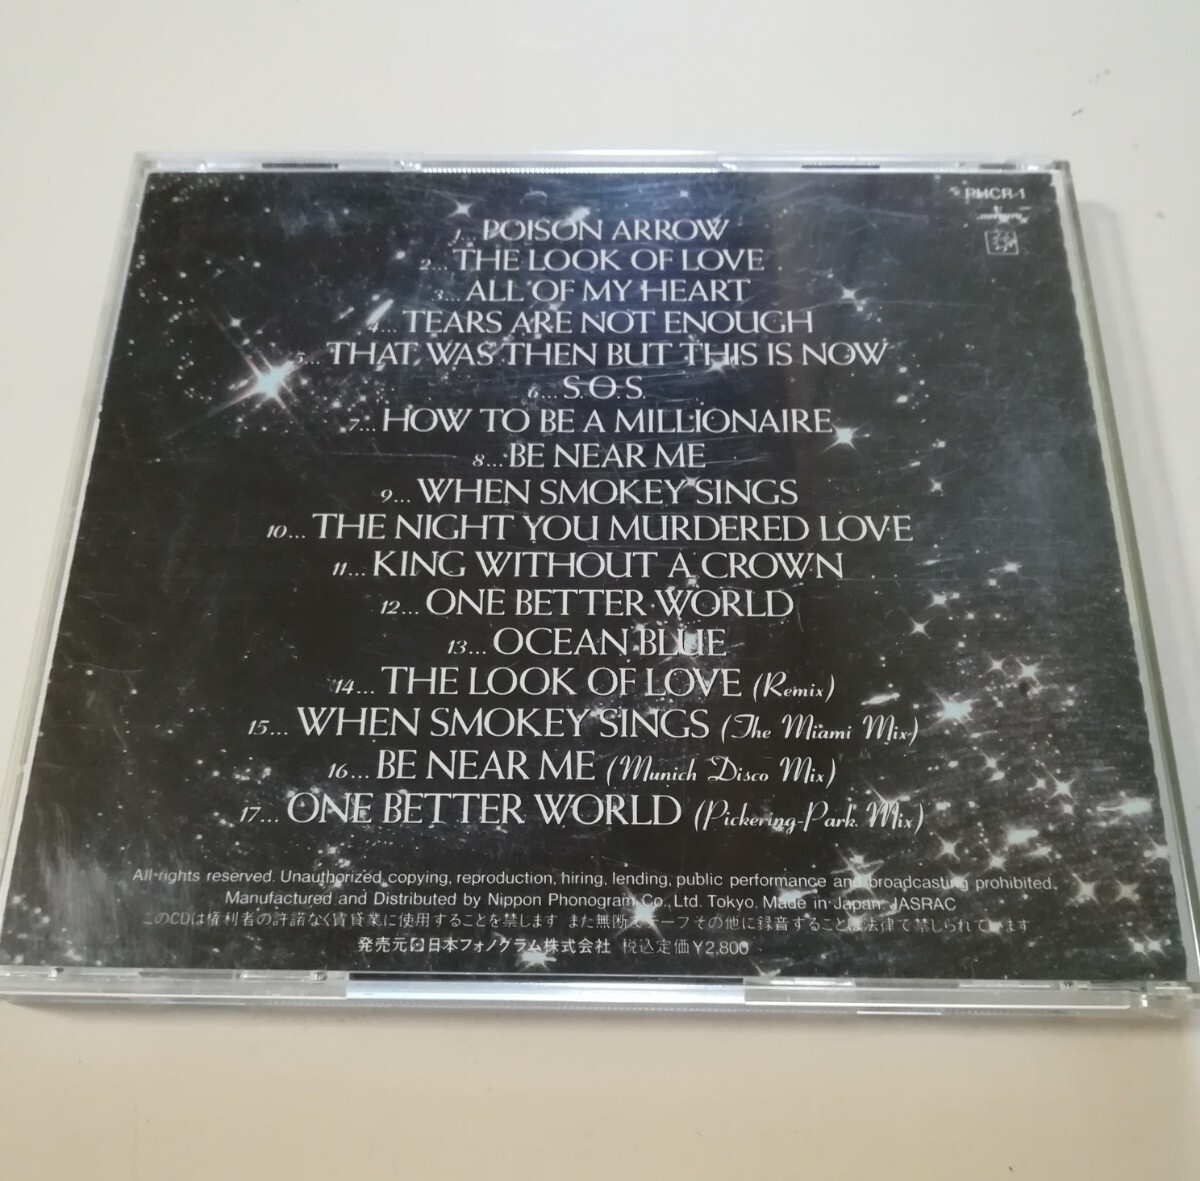 PHCR-1
1... POISON ARROW
2... THE LOOK OF LOVE
3... ALL OF MY HEART
4... TEARS ARE NOT ENOUGH
5... THAT WAS THEN BUT THIS IS NOW
6... S.O.S.
7... HOW TO BE A MILLIONAIRE
8... BE NEAR ME
9... WHEN SMOKEY SINGS
10... THE NIGHT YOU MURDERED LOVE
11... KING WITHOUT A CROWN
12... ONE BETTER WORLD
13... OCEAN BLUE
14... THE LOOK OF LOVE (Remix)
15... WHEN SMOKEY SINGS (The Miami Mix)
16... BE NEAR ME (Munich Disco Mix)
17... ONE BETTER WORLD (Pickering-Park Mix)
All rights reserved. Unauthorized copying, reproduction, hiring, lending, public performance and broadcasting prohibited.
Manufactured and Distributed by Nippon Phonogram Co., Ltd. Tokyo. Made in Japan. JASRAC
このCDは権利者の許諾なく賃貸業に使用することを禁じます また無断でテープその他に録音することは法律で禁じられています
発売元 日本フォノグラム株式会社 税込定価¥2,800